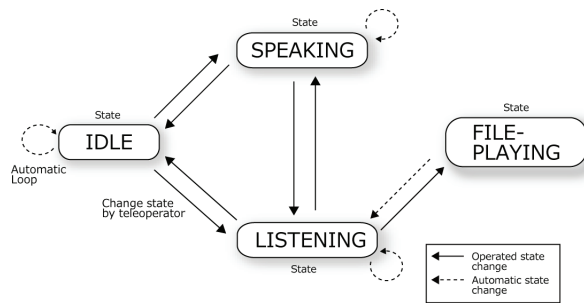 State
SPEAKING
State
IDLE
Automatic
Loop
State
FILE-
PLAYING
Change state
by teleoperator
LISTENING
State
Operated state
change
Automatic state
change